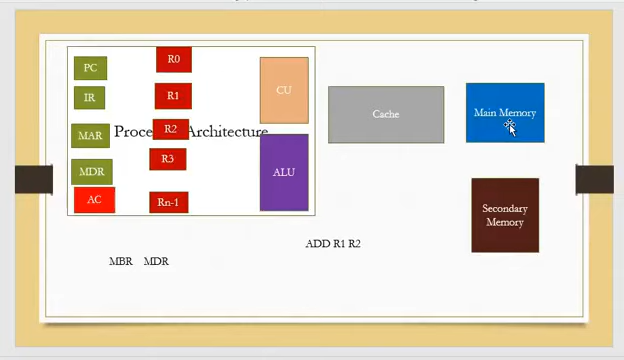 PC
IR
MAR
MDR
AC
R0
R1
R2
R3
Rn-1
Architecture
CU
ALU
Cache
Main Memory
Secondary
Memory
ADD R1 R2
MBR MDR